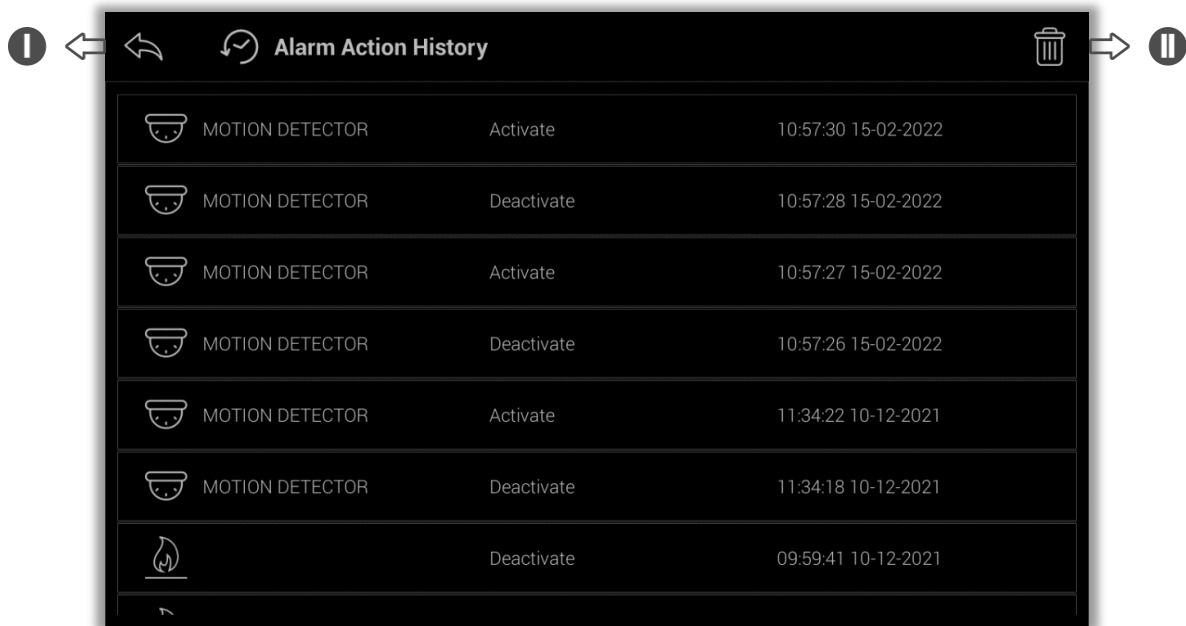 I
Alarm Action History
II
MOTION DETECTOR Activate 10:57:30 15-02-2022
MOTION DETECTOR Deactivate 10:57:28 15-02-2022
MOTION DETECTOR Activate 10:57:27 15-02-2022
MOTION DETECTOR Deactivate 10:57:26 15-02-2022
MOTION DETECTOR Activate 11:34:22 10-12-2021
MOTION DETECTOR Deactivate 11:34:18 10-12-2021
Deactivate 09:59:41 10-12-2021